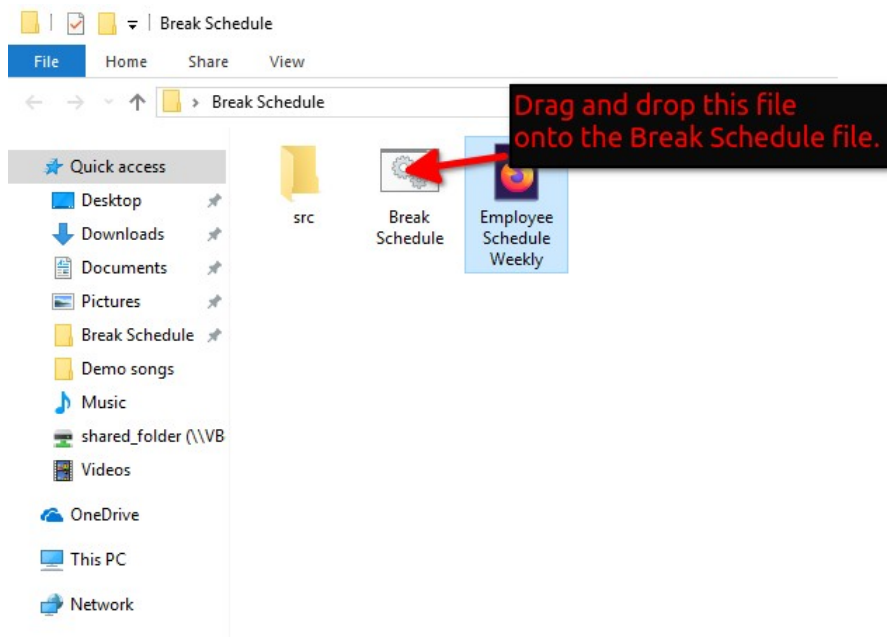 Break Schedule
File Home Share View
Break Schedule
Drag and drop this file
onto the Break Schedule file.
Quick access
Desktop
Downloads
Documents
Pictures
Break Schedule
Demo songs
Music
shared_folder (\\VB
Videos
OneDrive
This PC
Network
src
Break
Schedule
Employee
Schedule
Weekly